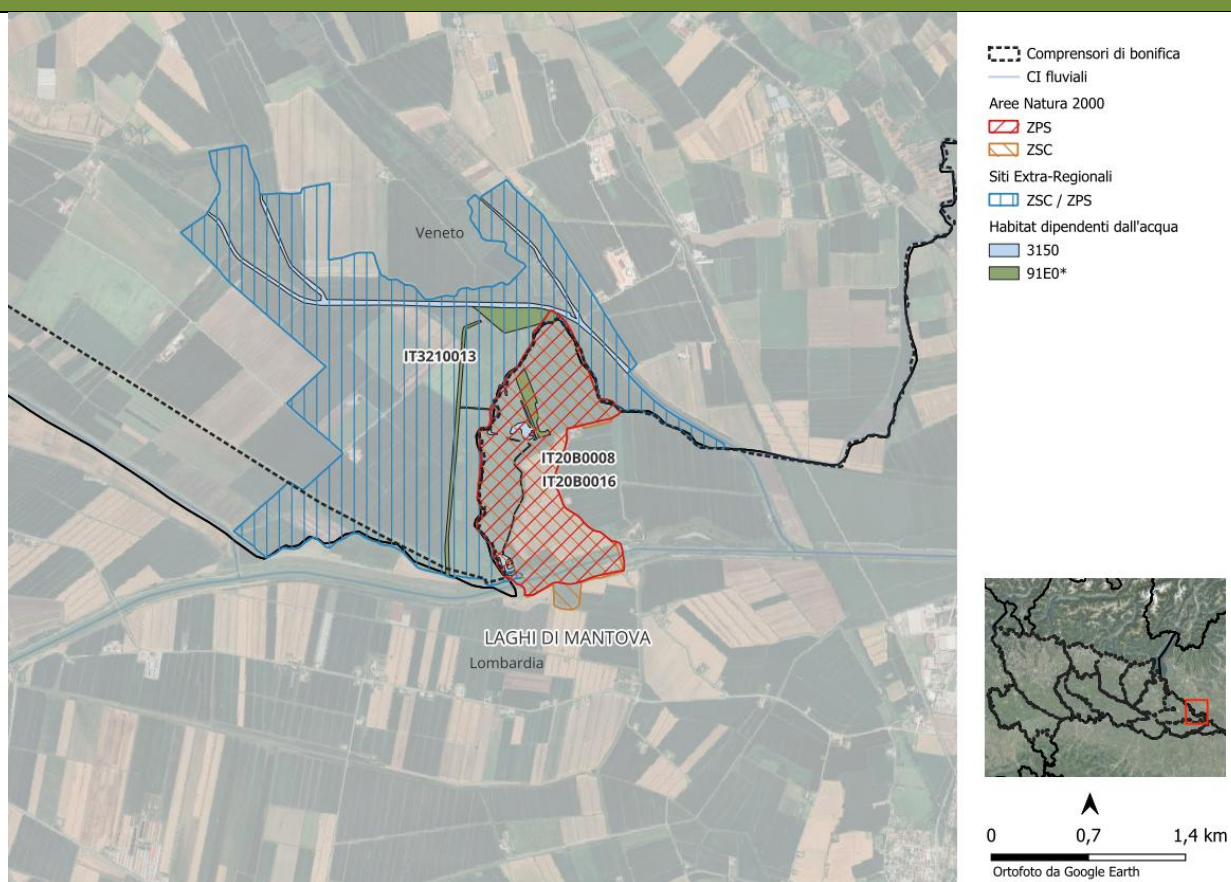 Veneto
IT3210013
IT20B0008
IT20B0016
LAGHI DI MANTOVA
Lombardia
Comprensori di bonifica
CI fluviali
Aree Natura 2000
ZPS
ZSC
Siti Extra-Regionali
ZSC / ZPS
Habitat dipendenti dall'acqua
3150
91E0*
0 0,7 1,4 km
Ortofoto da Google Earth